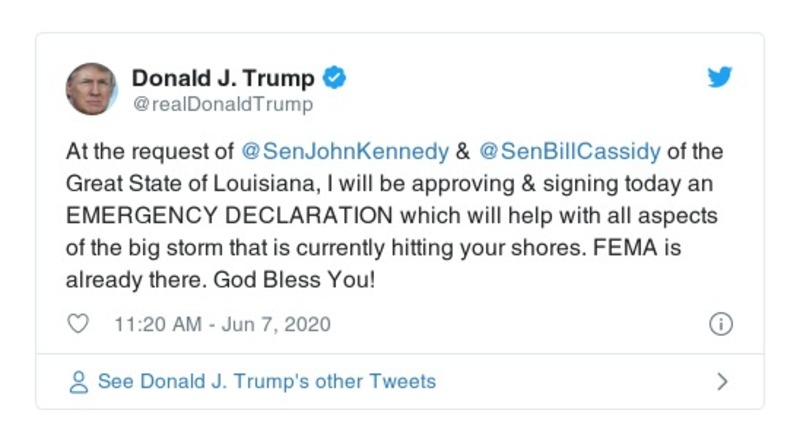 Donald J. Trump
@realDonaldTrump
At the request of @SenJohnKennedy & @SenBillCassidy of the
Great State of Louisiana, I will be approving & signing today an
EMERGENCY DECLARATION which will help with all aspects
of the big storm that is currently hitting your shores. FEMA is
already there. God Bless You!
11:20 AM - Jun 7, 2020
See Donald J. Trump's other Tweets